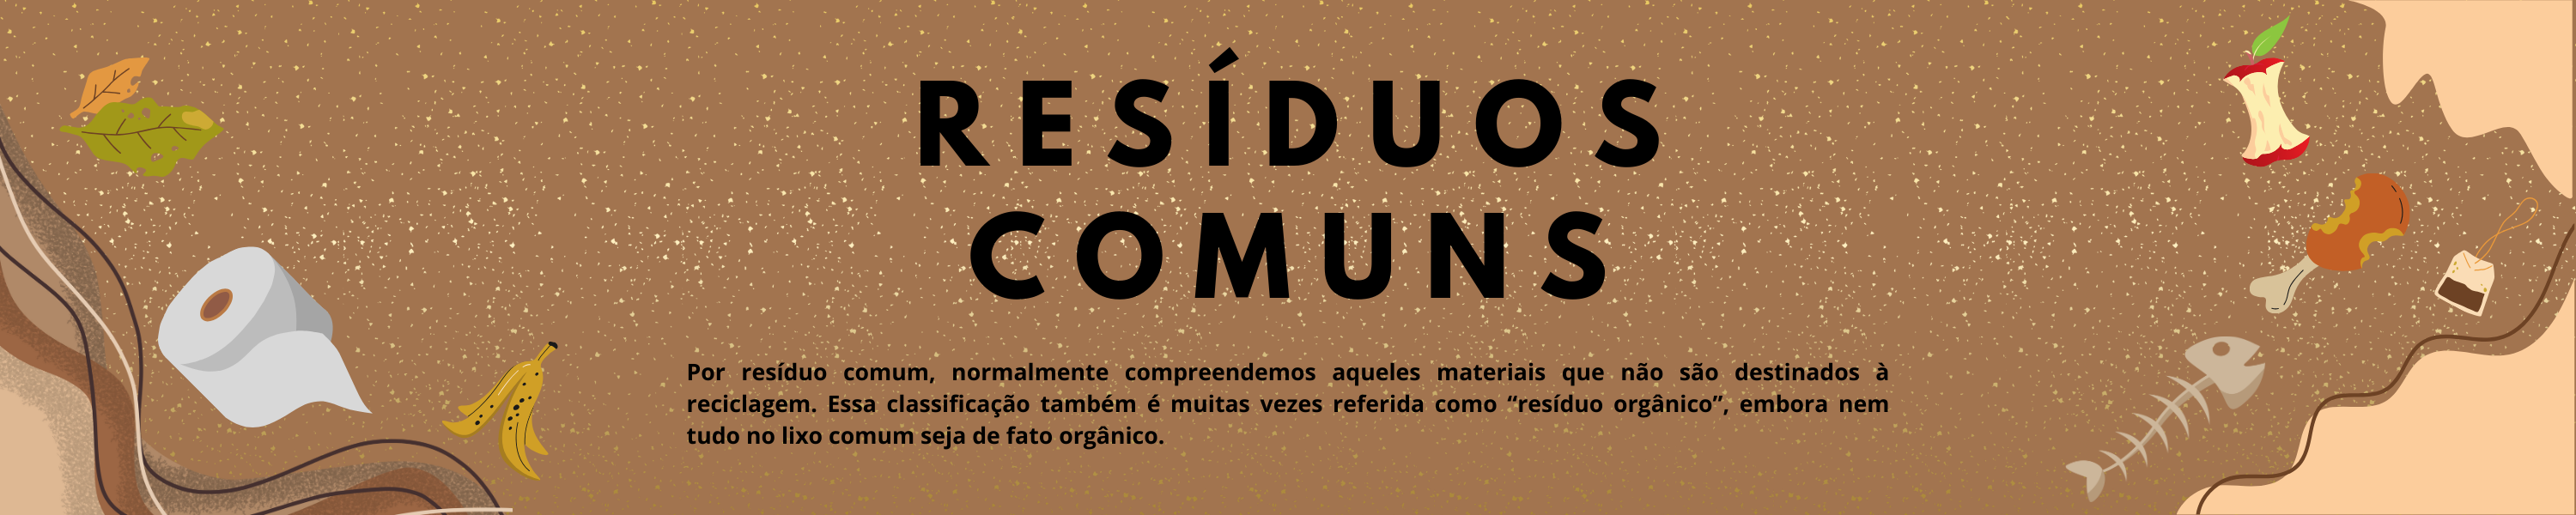 RESÍDUOS
COMUNS
Por resíduo comum, normalmente compreendemos aqueles materiais que não são destinados à
reciclagem. Essa classificação também é muitas vezes referida como “resíduo orgânico”, embora nem
tudo no lixo comum seja de fato orgânico.